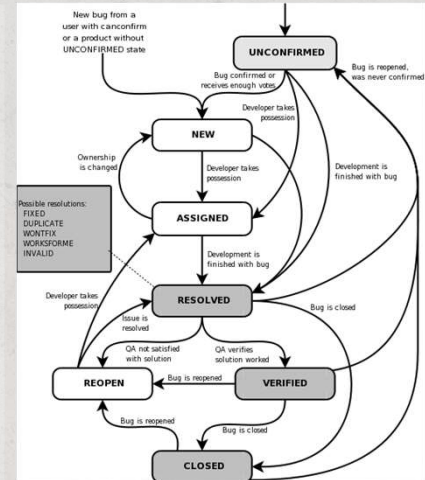 New bug from a
user with canconfirm
or a product without
UNCONFIRMED state
UNCONFIRMED
Bug is reopened,
was never confirmed
Bug confirmed or
receives enough votes
Developer takes
possession
NEW
Ownership
is changed
Developer takes
possession
Development is
finished with bug
Possible resolutions:
FIXED
DUPLICATE
WONTFIX
WORKSFORME
INVALID
ASSIGNED
Development is
finished with bug
Developer takes
possession
RESOLVED
Issue is
resolved
Bug is closed
QA not satisfied
with solution
QA verifies
solution worked
REOPEN
Bug is reopened
VERIFIED
Bug is reopened
Bug is closed
CLOSED